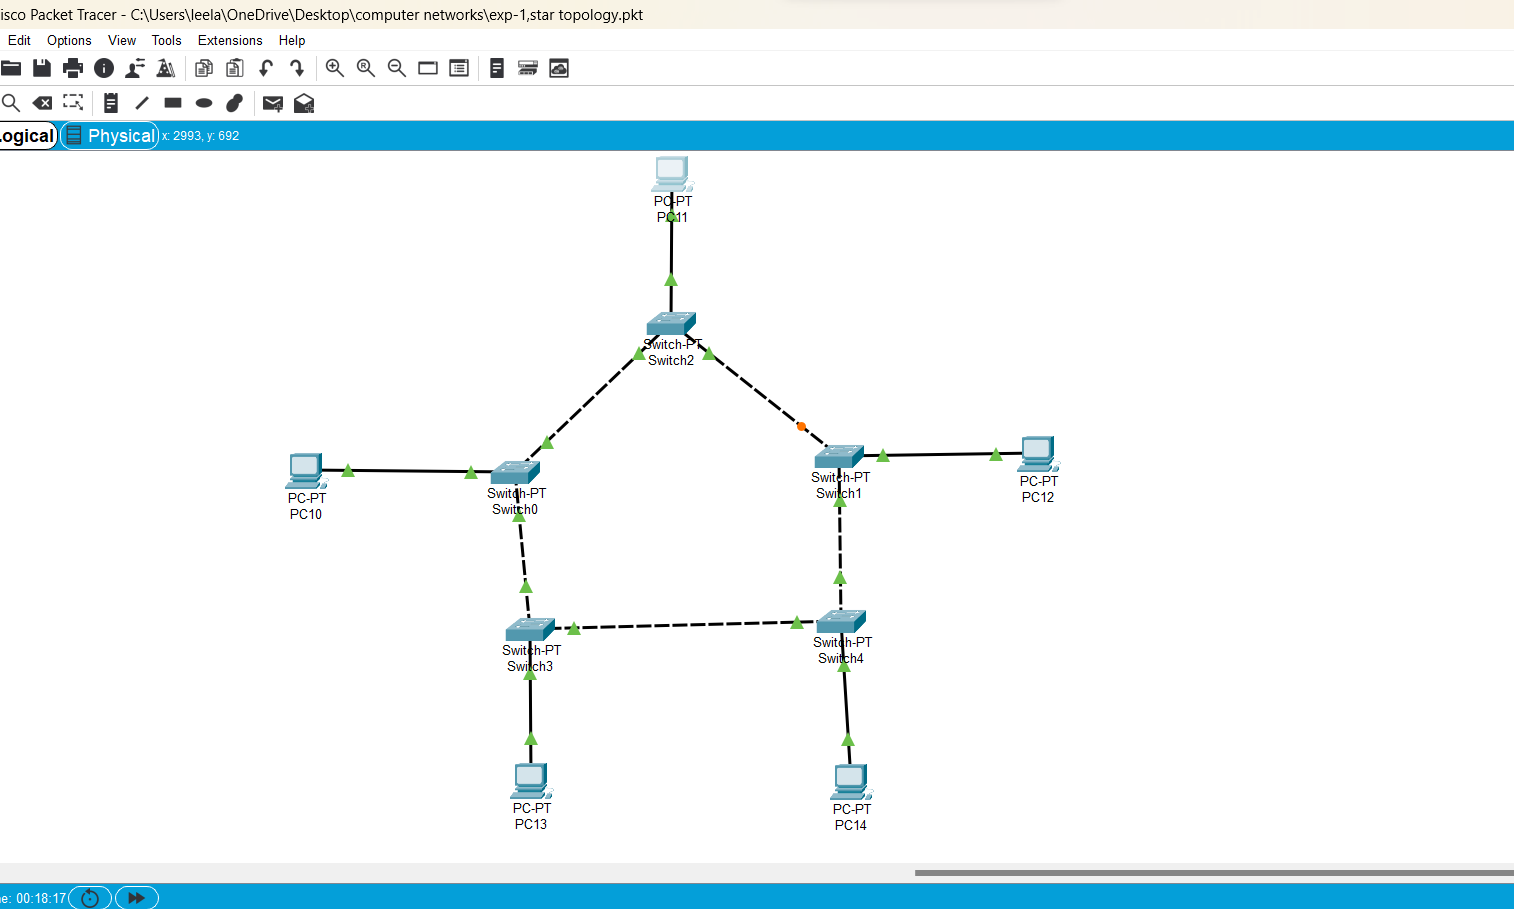 isco Packet Tracer - C:\Users\leela\OneDrive\Desktop\computer networks\exp-1,star topology.pkt
Edit Options View Tools Extensions Help
ogical Physical x: 2993, y: 692
PC-PT
PC11
Switch-PT
Switch2
PC-PT
PC10
Switch-PT
Switch0
Switch-PT
Switch1
PC-PT
PC12
Switch-PT
Switch3
Switch-PT
Switch4
PC-PT
PC13
PC-PT
PC14
e: 00:18:17